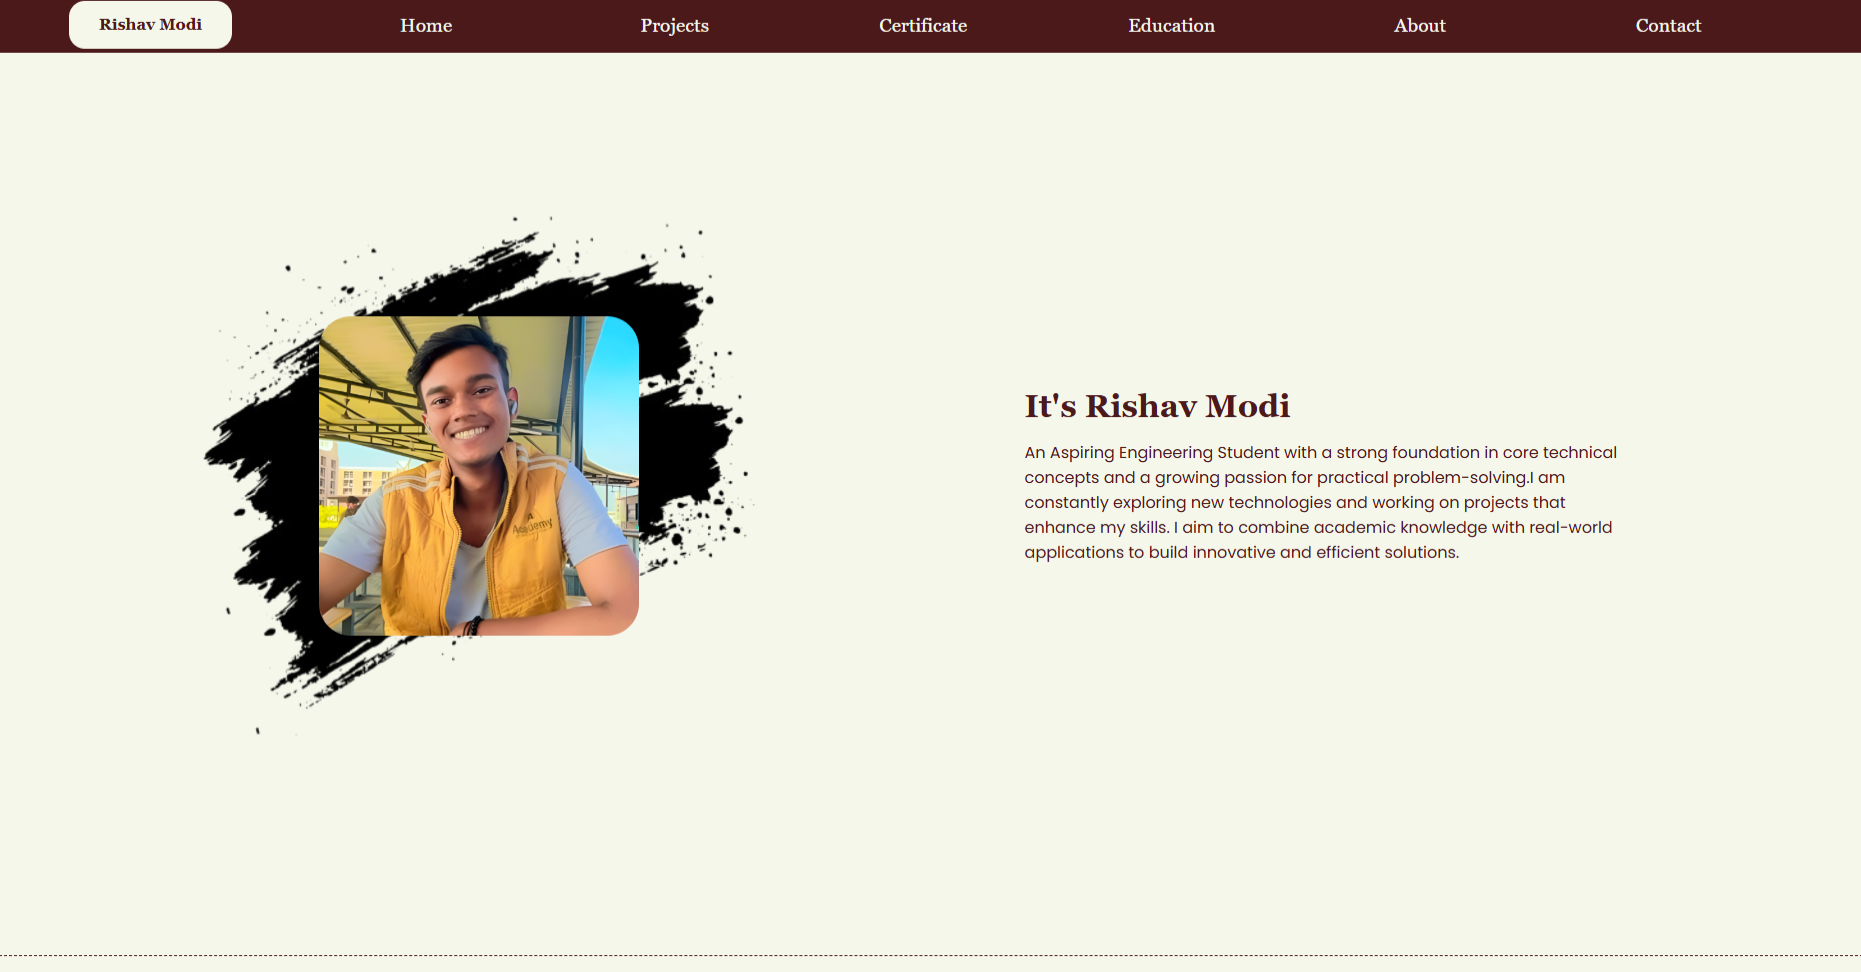 Rishav Modi
Home
Projects
Certificate
Education
About
Contact
Academy
It's Rishav Modi
An Aspiring Engineering Student with a strong foundation in core technical
concepts and a growing passion for practical problem-solving.I am
constantly exploring new technologies and working on projects that
enhance my skills. I aim to combine academic knowledge with real-world
applications to build innovative and efficient solutions.